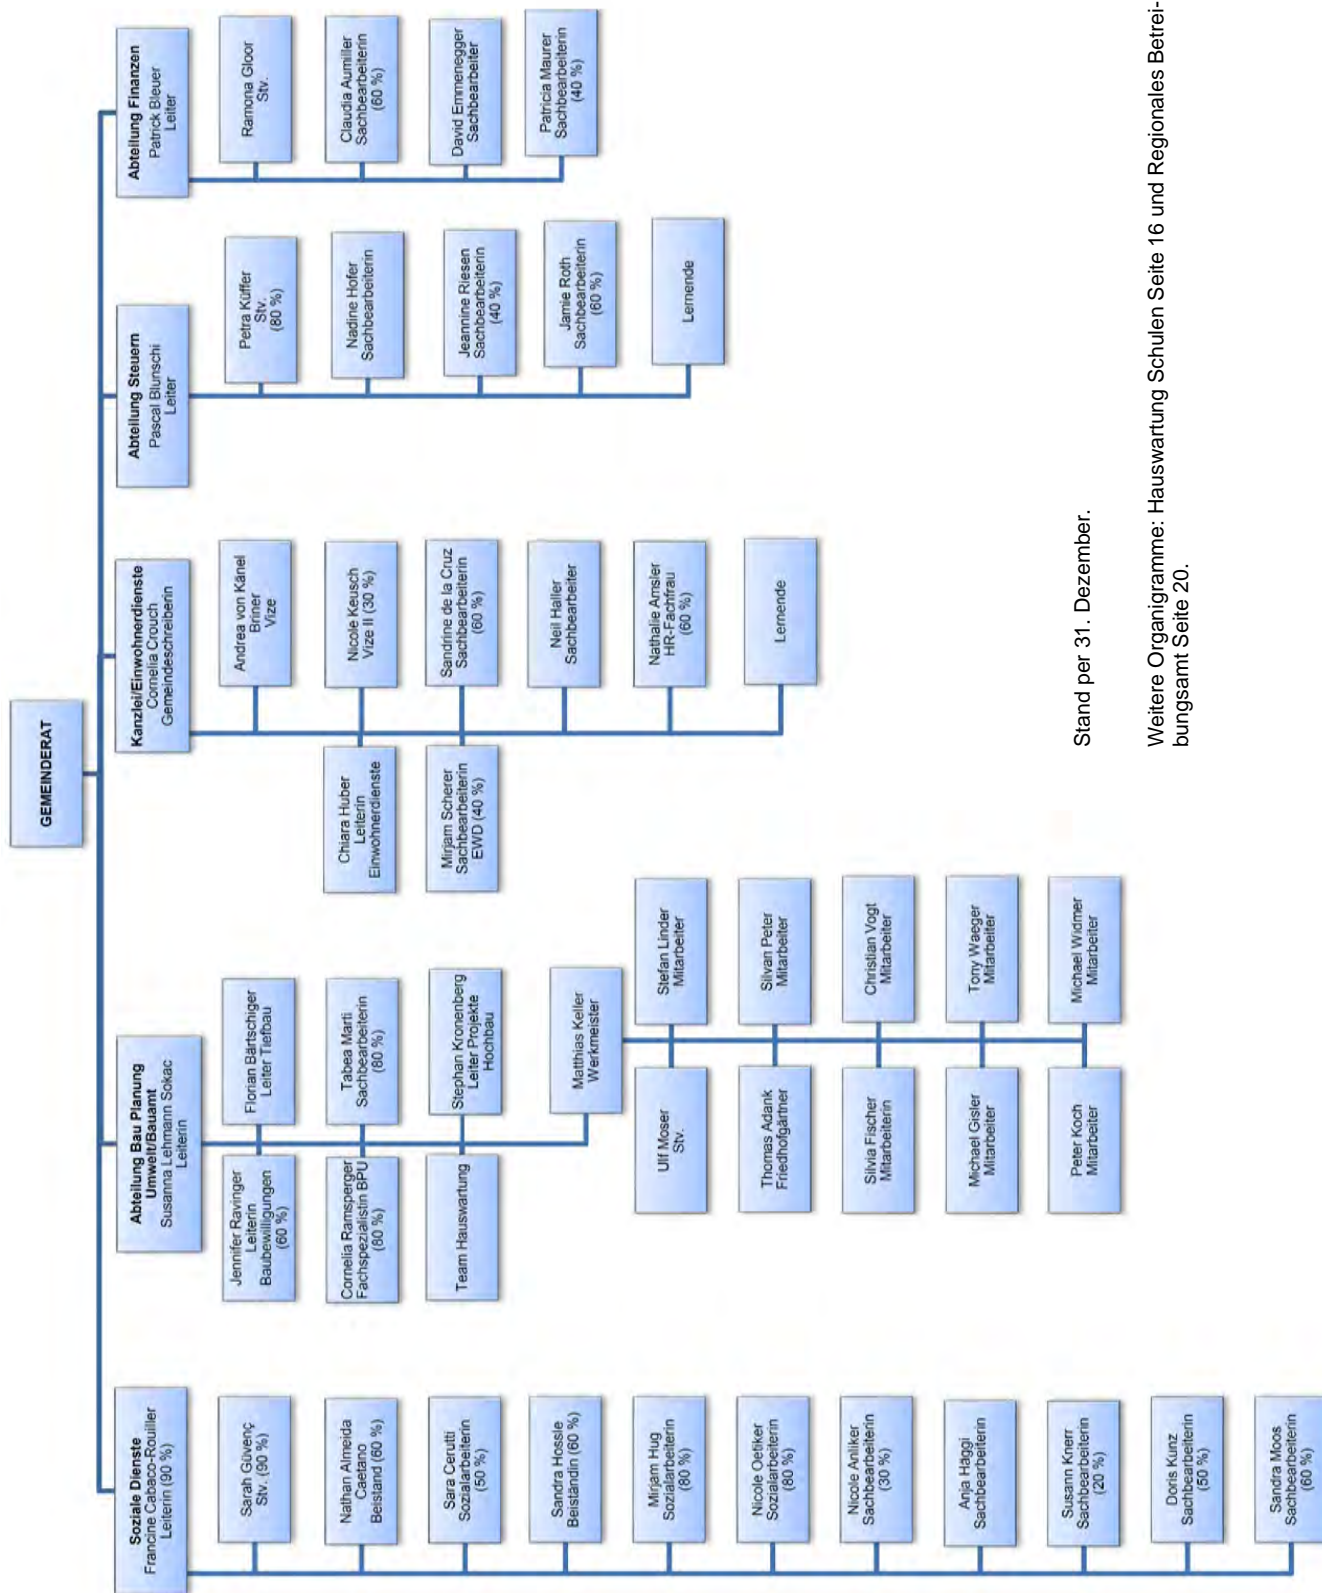 GEMEINDERAT
Soziale Dienste
Francine Cabaco-Rouiller
Leiterin (90 %)
Sarah Güvenç
Stv. (90 %)
Nathan Almeida
Caetano
Beistand (60 %)
Sara Cerutti
Sozialarbeiterin
(50 %)
Sandra Hossle
Beiständin (60 %)
Mirjam Hug
Sozialarbeiterin
(80 %)
Nicole Oetiker
Sozialarbeiterin
(80 %)
Nicole Anliker
Sachbearbeiterin
(30 %)
Anja Häggi
Sachbearbeiterin
Susann Knerr
Sachbearbeiterin
(20 %)
Doris Kunz
Sachbearbeiterin
(50 %)
Sandra Moos
Sachbearbeiterin
(60 %)
Abteilung Bau Planung
Umwelt/Bauamt
Susanna Lehmann Sokac
Leiterin
Jennifer Ravinger
Leiterin
Baubewilligungen
(60 %)
Florian Bärtschiger
Leiter Tiefbau
Cornelia Ramsperger
Fachspezialistin BPU
(80 %)
Tabea Marti
Sachbearbeiterin
(80 %)
Team Hauswartung
Stephan Kronenberg
Leiter Projekte
Hochbau
Matthias Keller
Werkmeister
Ulf Moser
Stv.
Stefan Linder
Mitarbeiter
Thomas Adank
Friedhofgärtner
Silvan Peter
Mitarbeiter
Silvia Fischer
Mitarbeiterin
Christian Vogt
Mitarbeiter
Michael Gisler
Mitarbeiter
Tony Waeger
Mitarbeiter
Peter Koch
Mitarbeiter
Michael Widmer
Mitarbeiter
Kanzlei/Einwohnerdienste
Cornelia Crouch
Gemeindeschreiberin
Andrea von Känel
Briner
Vize
Chiara Huber
Leiterin
Einwohnerdienste
Nicole Keusch
Vize II (30 %)
Mirjam Scherer
Sachbearbeiterin
EWD (40 %)
Sandrine de la Cruz
Sachbearbeiterin
(60 %)
Neil Haller
Sachbearbeiter
Nathalie Amsler
HR-Fachfrau
(60 %)
Lernende
Abteilung Steuern
Pascal Blunschi
Leiter
Petra Küffer
Stv.
(80 %)
Nadine Hofer
Sachbearbeiterin
Jeannine Riesen
Sachbearbeiterin
(40 %)
Jamie Roth
Sachbearbeiterin
(60 %)
Lernende
Abteilung Finanzen
Patrick Bleuer
Leiter
Ramona Gloor
Stv.
Claudia Aumiller
Sachbearbeiterin
(60 %)
David Emmenegger
Sachbearbeiter
Patricia Maurer
Sachbearbeiterin
(40 %)
Stand per 31. Dezember.
Weitere Organigramme: Hauswartung Schulen Seite 16 und Regionales Betrei-
bungsamt Seite 20.